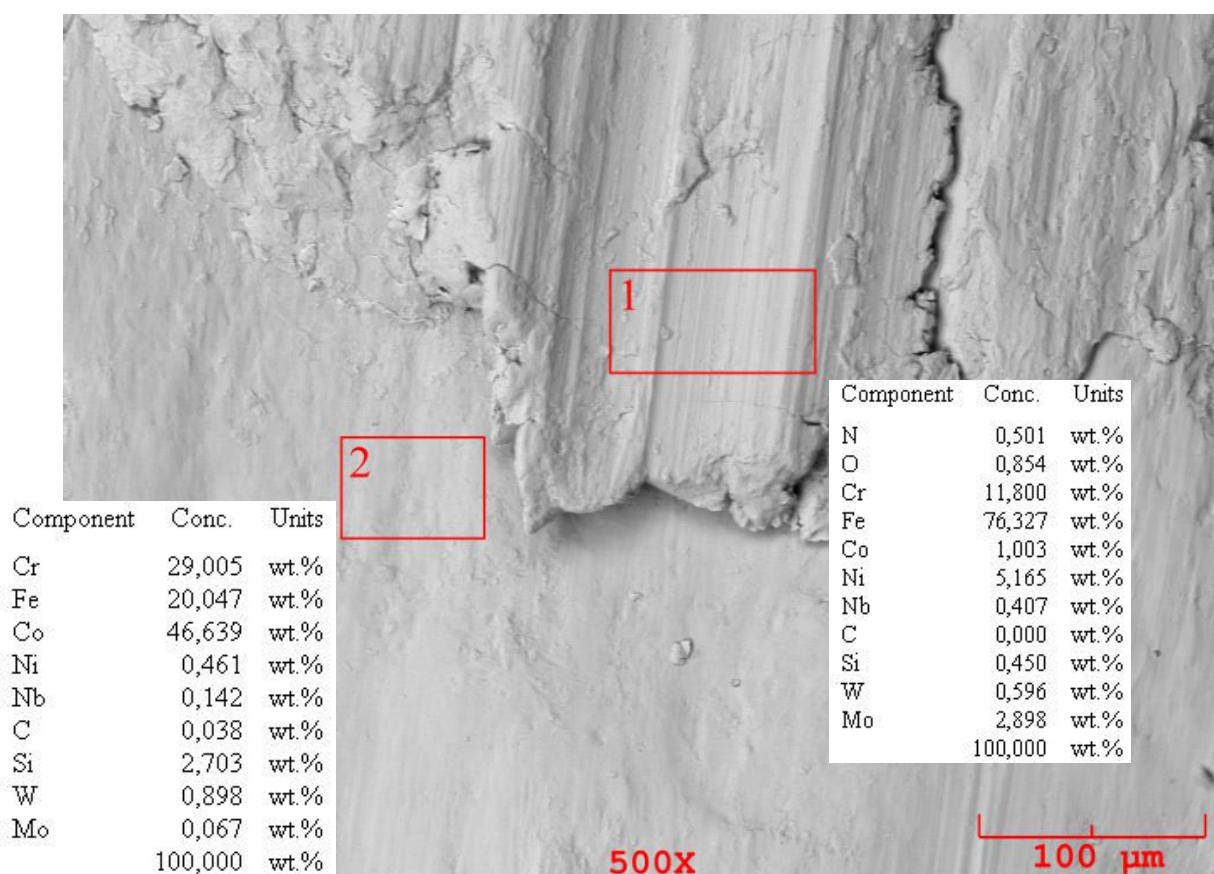 1
2
Component Conc. Units
Cr 29,005 wt.%
Fe 20,047 wt.%
Co 46,639 wt.%
Ni 0,461 wt.%
Nb 0,142 wt.%
C 0,038 wt.%
Si 2,703 wt.%
W 0,898 wt.%
Mo 0,067 wt.%
100,000 wt.%
Component Conc. Units
N 0,501 wt.%
O 0,854 wt.%
Cr 11,800 wt.%
Fe 76,327 wt.%
Co 1,003 wt.%
Ni 5,165 wt.%
Nb 0,407 wt.%
C 0,000 wt.%
Si 0,450 wt.%
W 0,596 wt.%
Mo 2,898 wt.%
100,000 wt.%
500X
100 µm